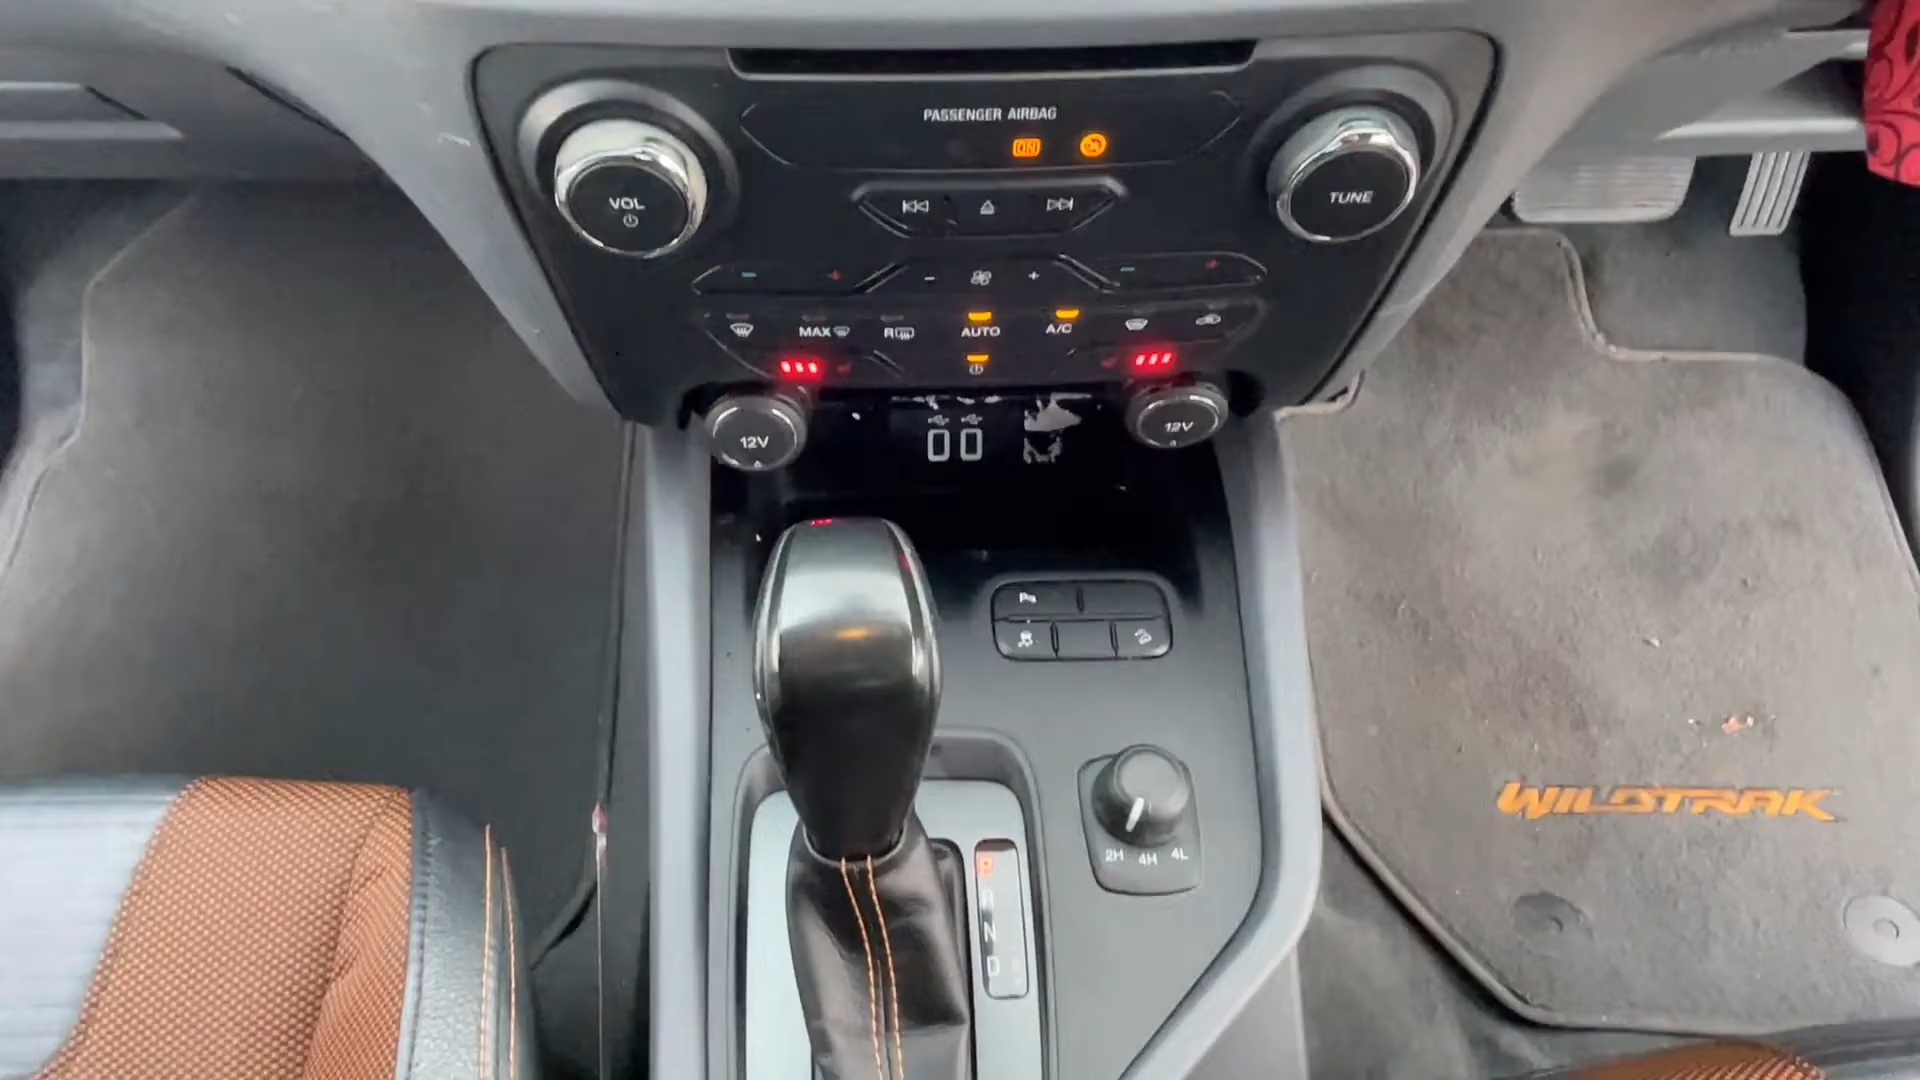 PASSENGER AIRBAG
ON
VOL
TUNE
- + - + - +
MAX R AUTO A/C
12V
12V
P
2H 4H 4L
P
R
N
D
WILDTRAK